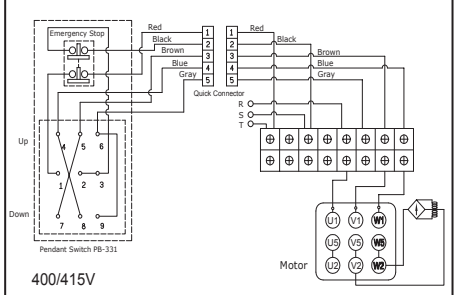 Emergency Stop
Red
Black
Brown
Blue
Gray
1
2
3
4
5
Quick Connector
1
2
3
4
5
Red
Black
Brown
Blue
Gray
R
S
T
Up
4 5 6
1 2 3
Down
7 8 9
Pendant Switch PB-331
U1 V1 W1
U5 V5 W5
Motor
U2 V2 W2
400/415V